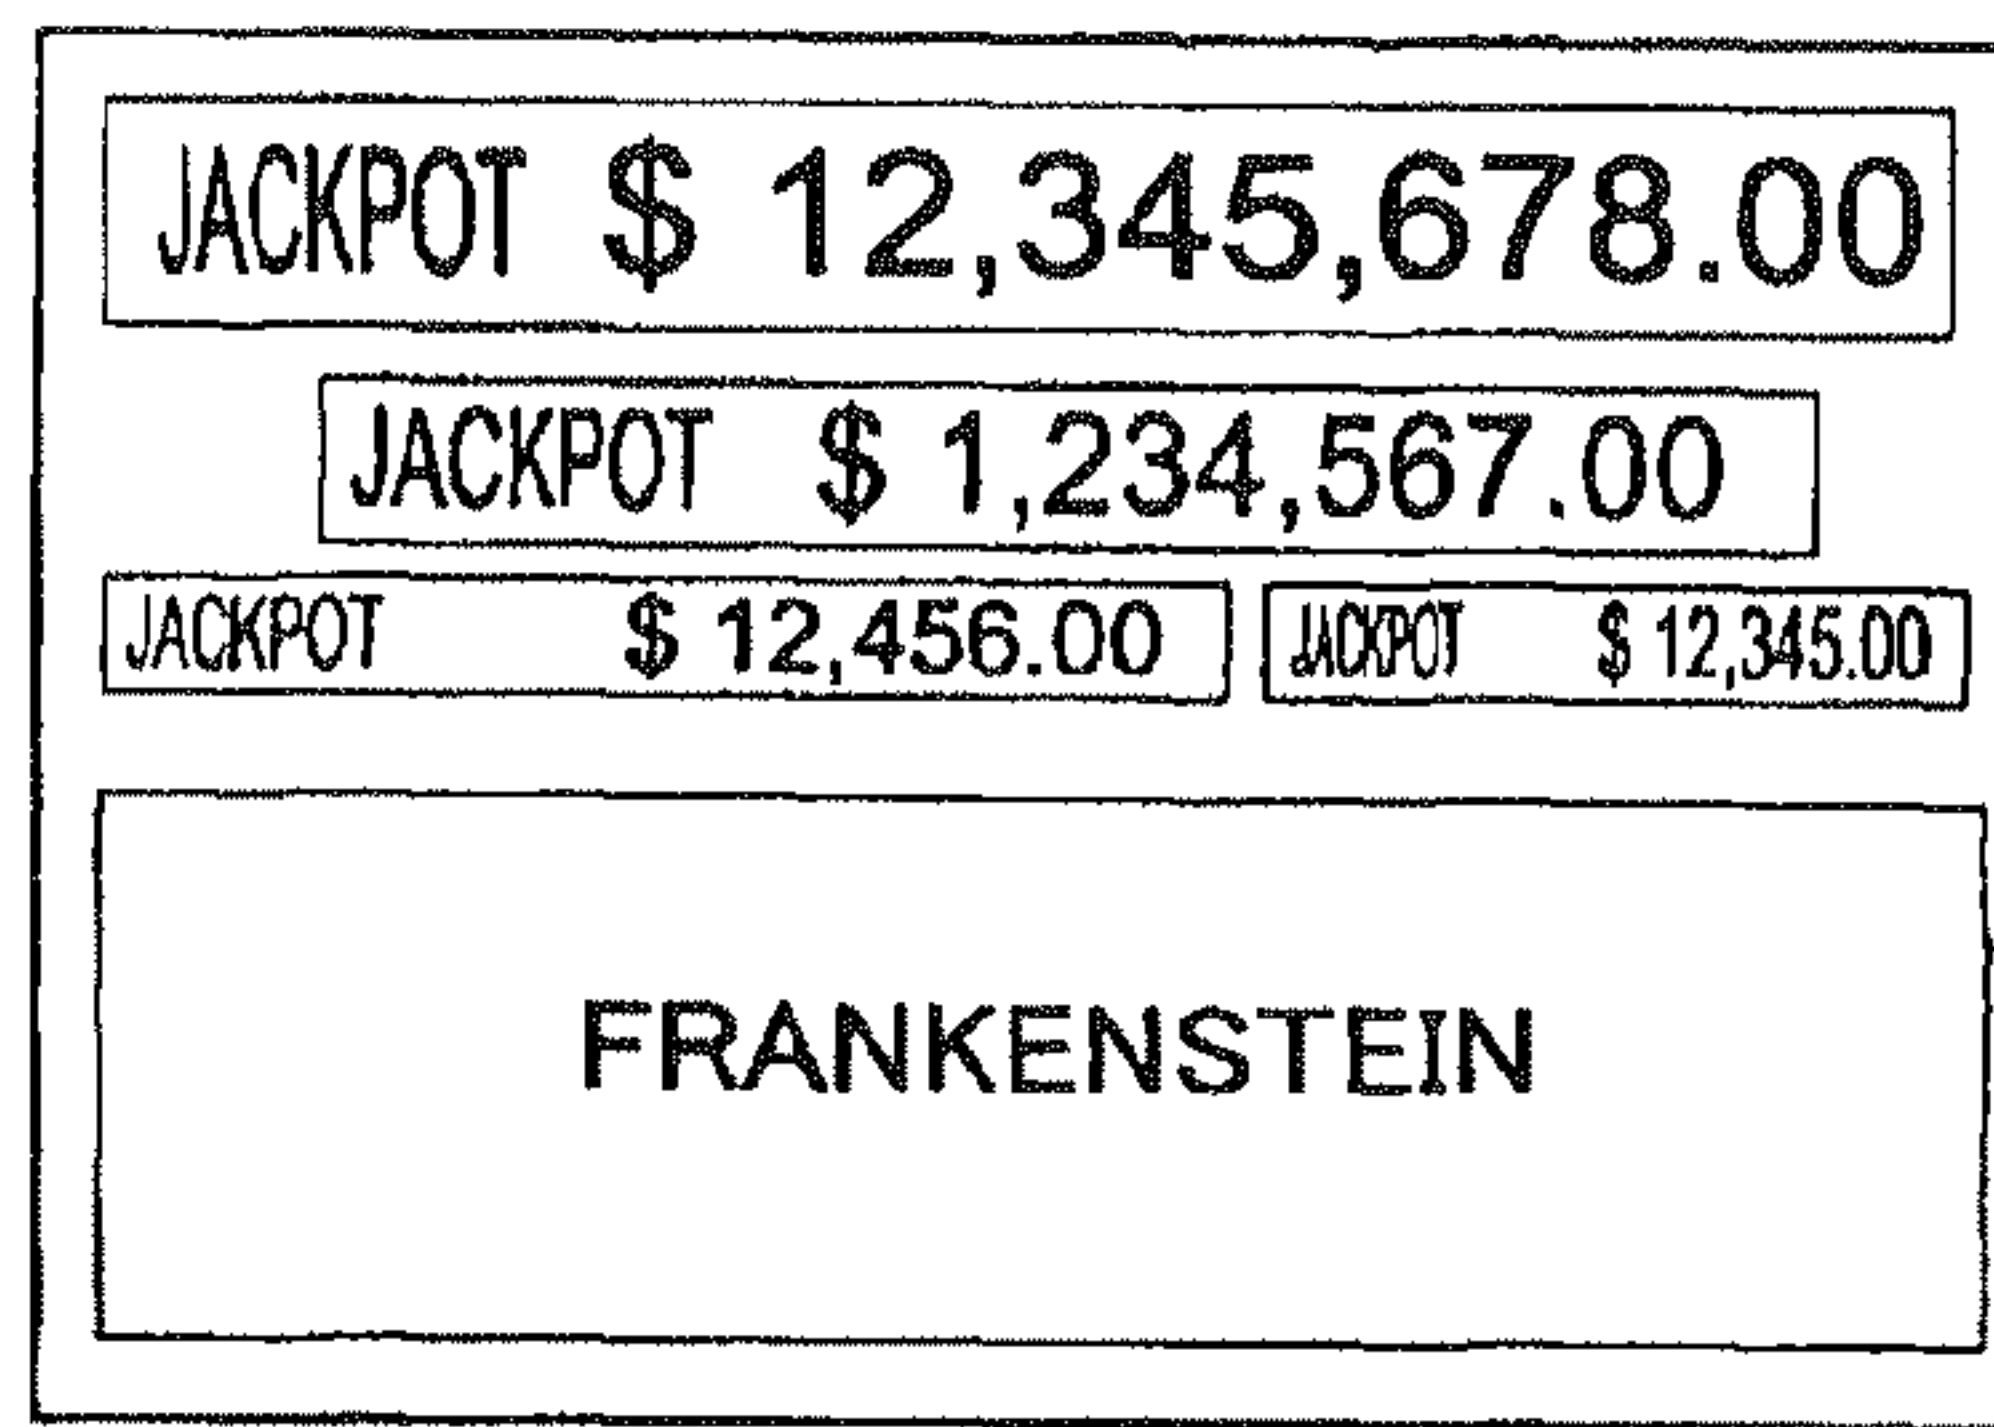 JACKPOT $ 12,345,678.00
JACKPOT $ 1,234,567.00
JACKPOT $ 12,456.00 JACKPOT $ 12,345.00
FRANKENSTEIN